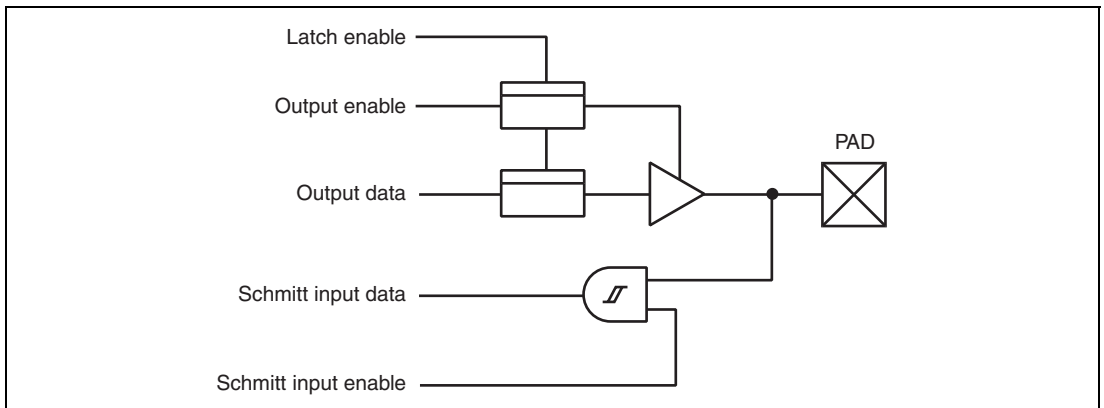 Latch enable
Output enable
PAD
Output data
Schmitt input data
Schmitt input enable